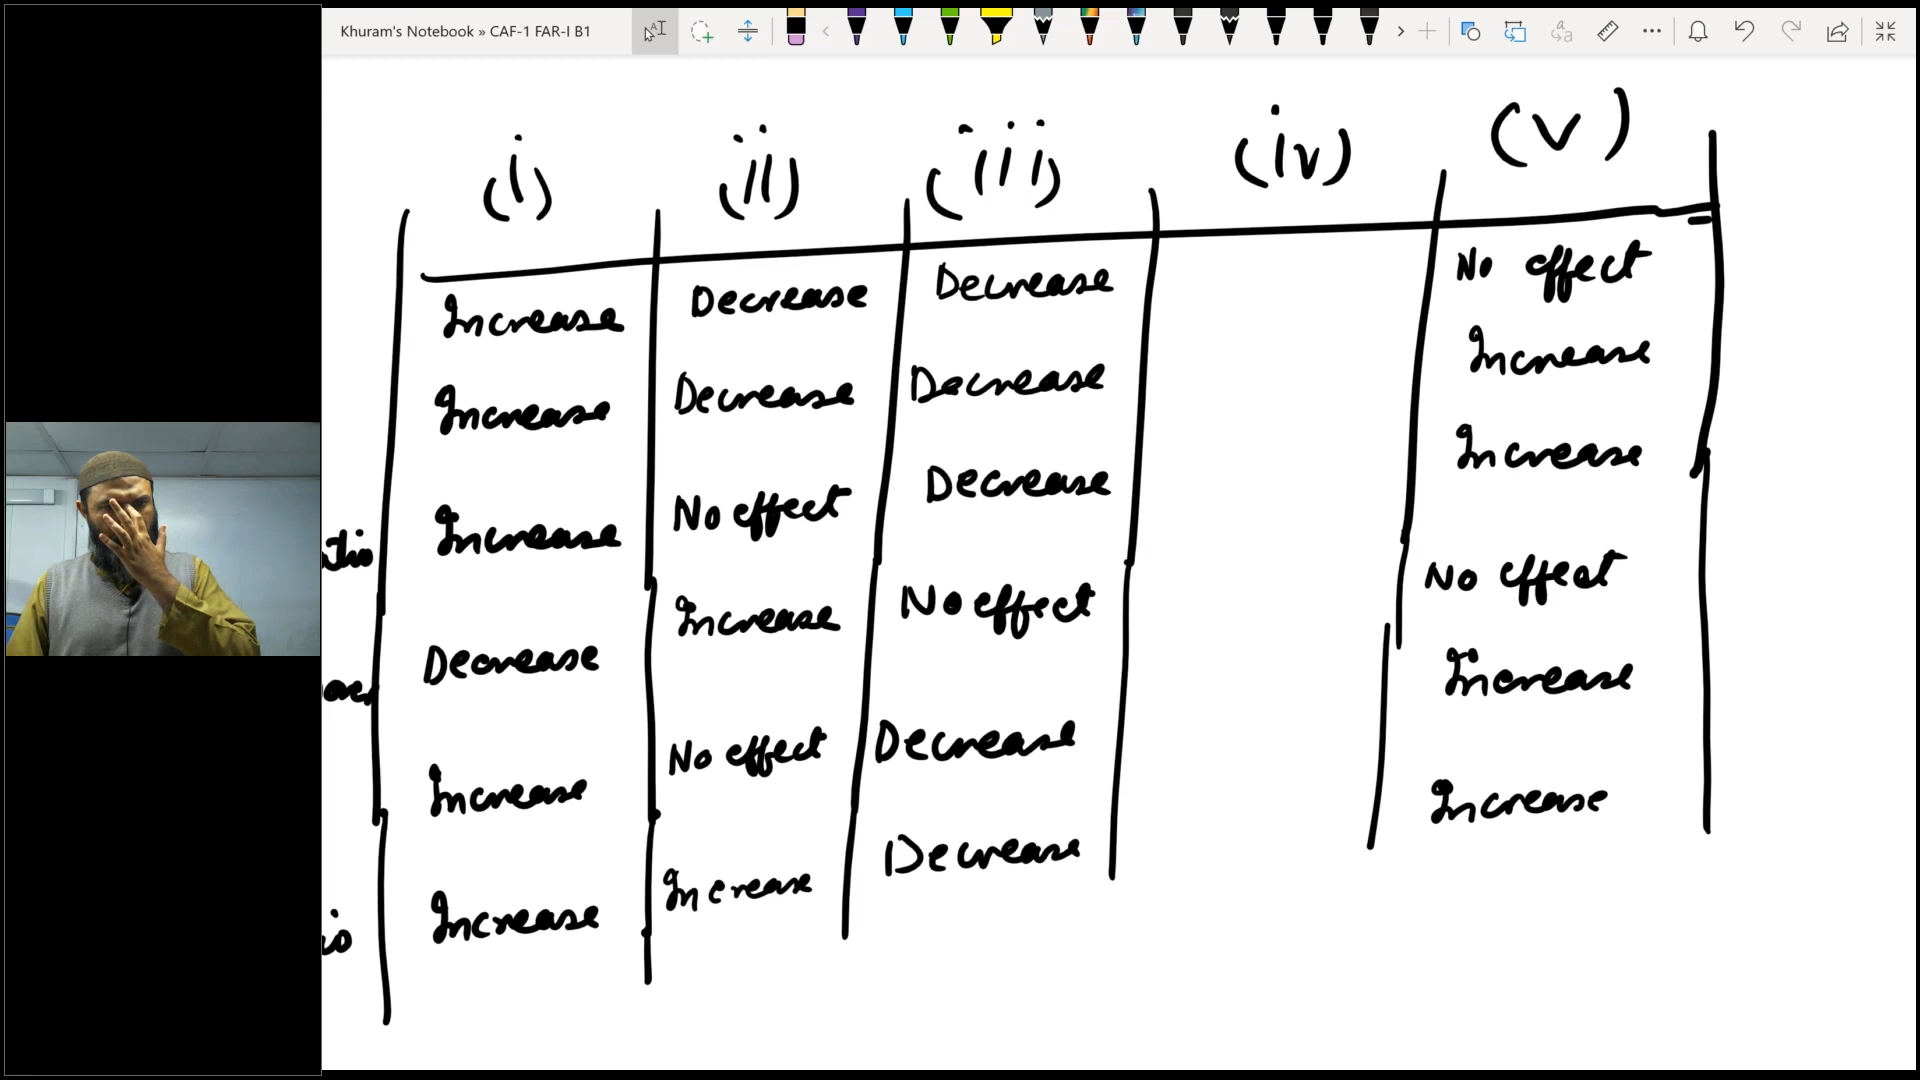 Khuram's Notebook » CAF-1 FAR-I B1
(i) (ii) (iii) (iv) (v)
Increase Decrease Decrease No effect
Increase Decrease Decrease Increase
Increase No effect Decrease Increase
Decrease Increase No effect No effect
Increase No effect Decrease Increase
Increase Increase Decrease Increase